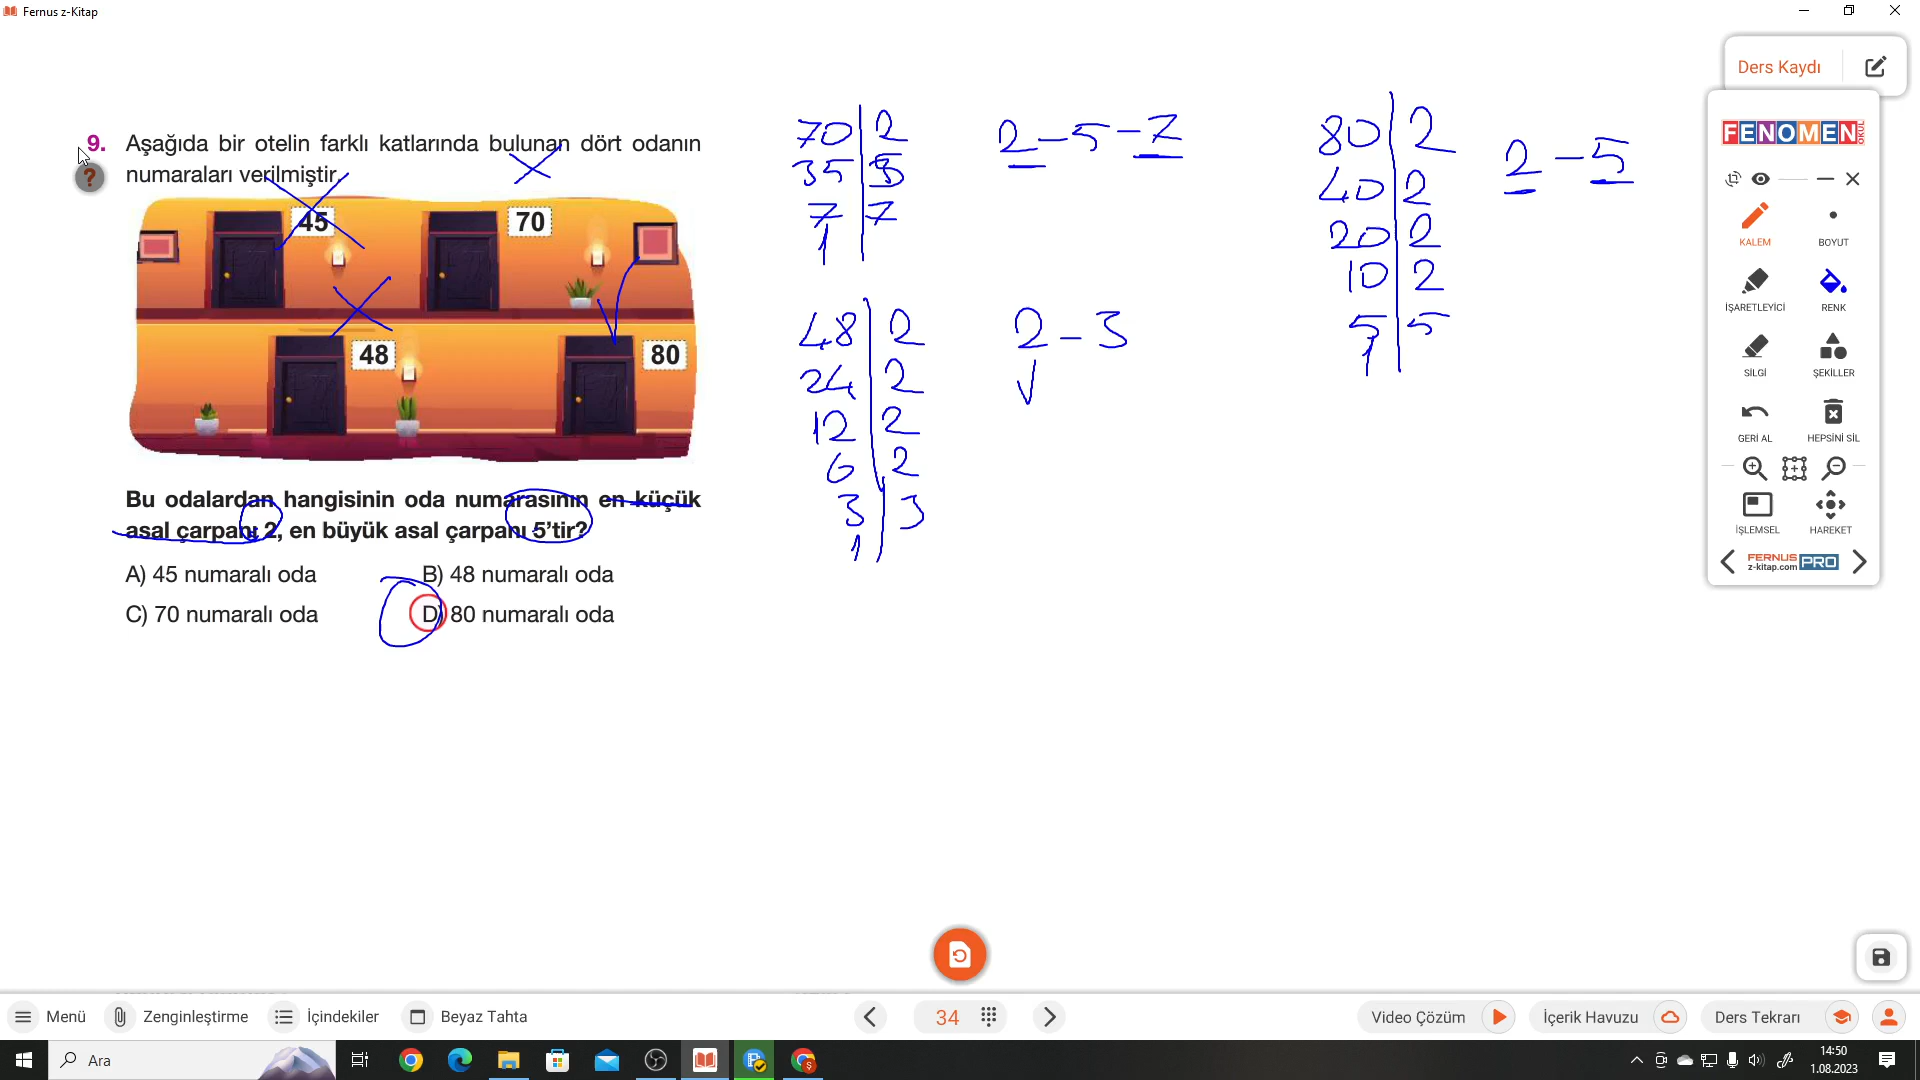 Fernus z-Kitap
Ders Kaydı
9. Aşağıda bir otelin farklı katlarında bulunan dört odanın
numaraları verilmiştir.
45
70
48
80
Bu odalardan hangisinin oda numarasının en küçük
asal çarpanı 2, en büyük asal çarpanı 5'tir?
A) 45 numaralı oda
B) 48 numaralı oda
C) 70 numaralı oda
D) 80 numaralı oda
70 2
35 5
7 7
1
2 - 5 - 7
48 2
24 2
12 2
6 2
3 3
1
2 - 3
80 2
40 2
20 2
10 2
5 5
1
2 - 5
FENOMEN OKUL
KALEM
BOYUT
İŞARETLEYİCİ
RENK
SİLGİ
ŞEKİLLER
GERİ AL
HEPSİNİ SİL
İŞLEMSEL
HAREKET
FERNUS
z-kitap.com PRO
Menü
Zenginleştirme
İçindekiler
Beyaz Tahta
34
Video Çözüm
İçerik Havuzu
Ders Tekrarı
Ara
14:50
1.08.2023